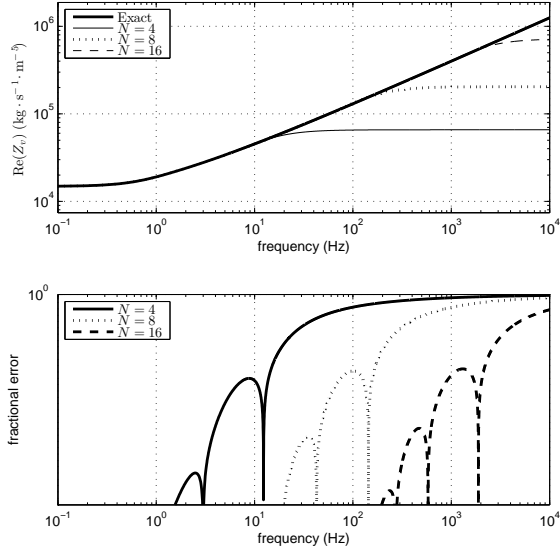 10^6
10^5
10^4
Re(Z_v) (kg · s^{-1} · m^{-5})
Exact
N = 4
N = 8
N = 16
10^{-1} 10^0 10^1 10^2 10^3 10^4
frequency (Hz)
10^0
fractional error
N = 4
N = 8
N = 16
10^{-1} 10^0 10^1 10^2 10^3 10^4
frequency (Hz)